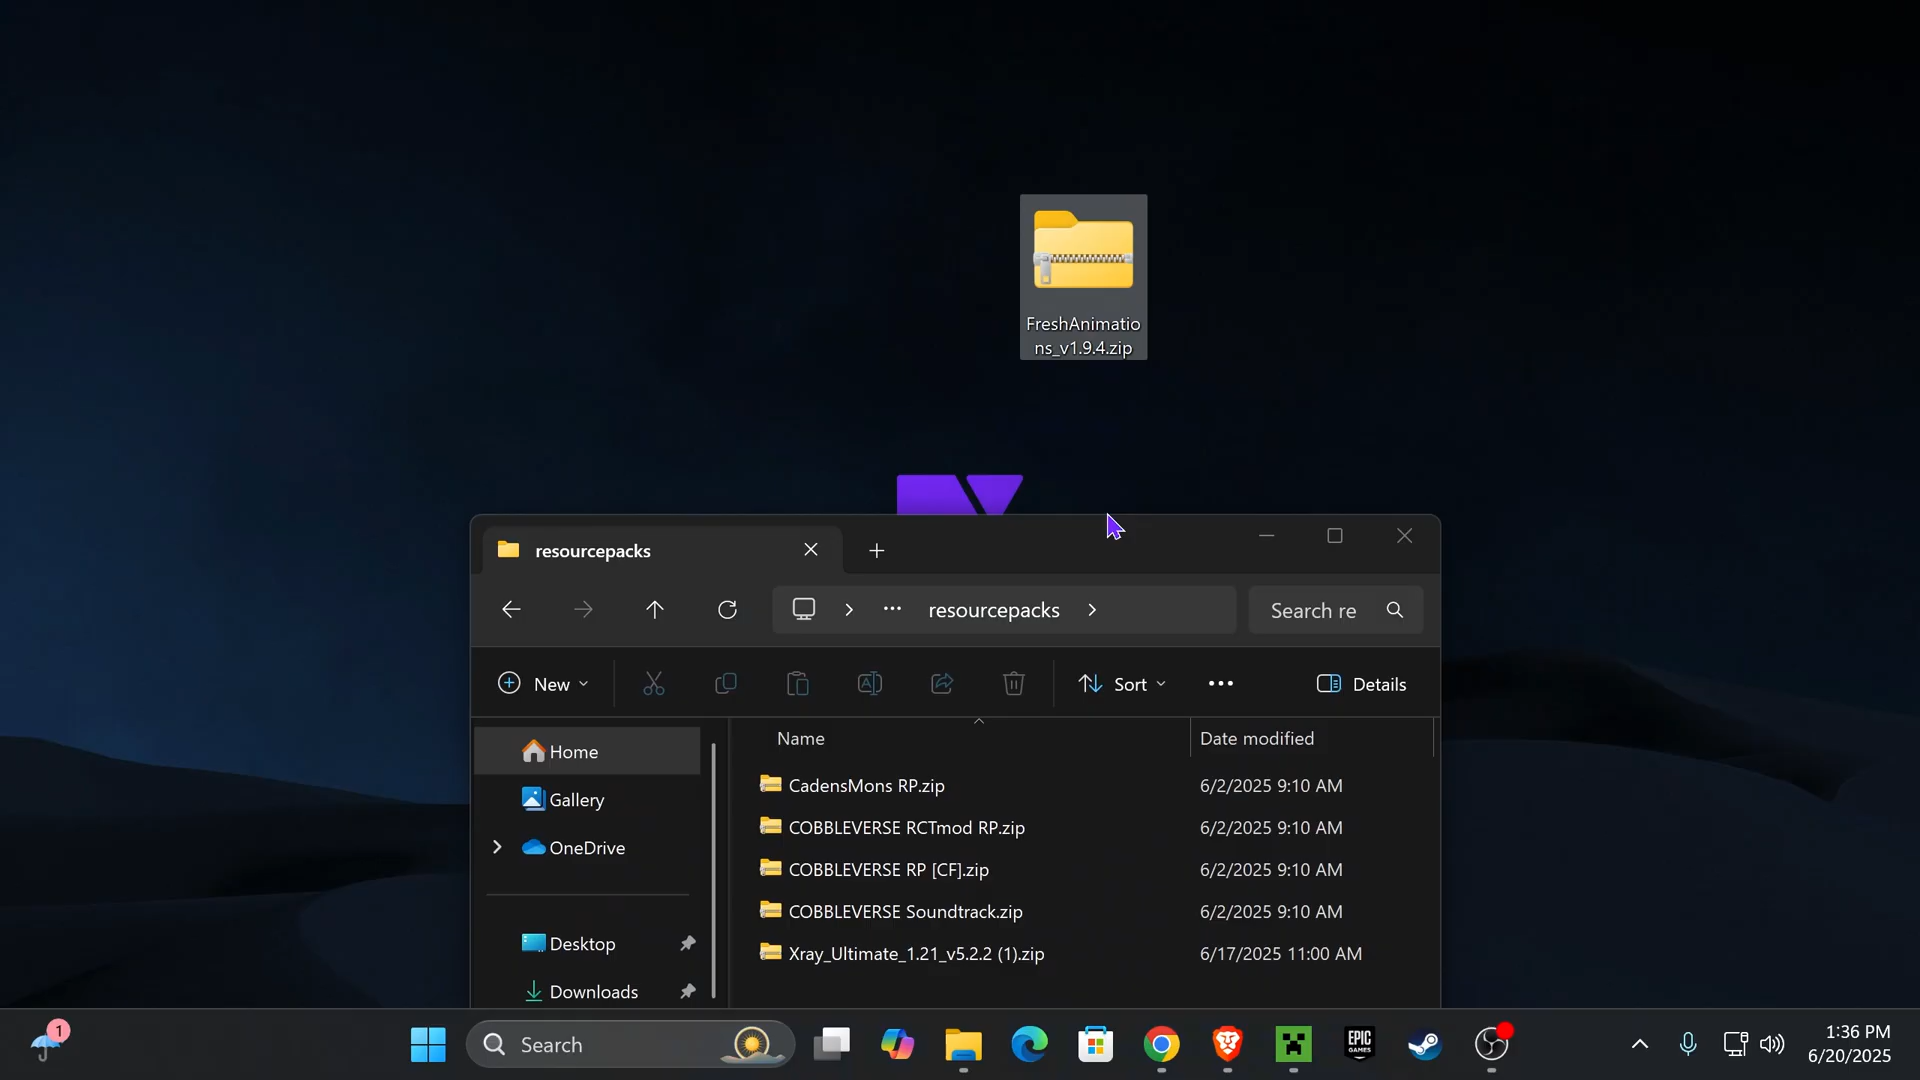 FreshAnimatio
ns_v1.9.4.zip
resourcepacks
resourcepacks
Search re
New
Sort
Details
Name
Date modified
Home
Gallery
OneDrive
Desktop
Downloads
CadensMons RP.zip 6/2/2025 9:10 AM
COBBLEVERSE RCTmod RP.zip 6/2/2025 9:10 AM
COBBLEVERSE RP [CF].zip 6/2/2025 9:10 AM
COBBLEVERSE Soundtrack.zip 6/2/2025 9:10 AM
Xray_Ultimate_1.21_v5.2.2 (1).zip 6/17/2025 11:00 AM
1
Search
EPIC
GAMES
1:36 PM
6/20/2025